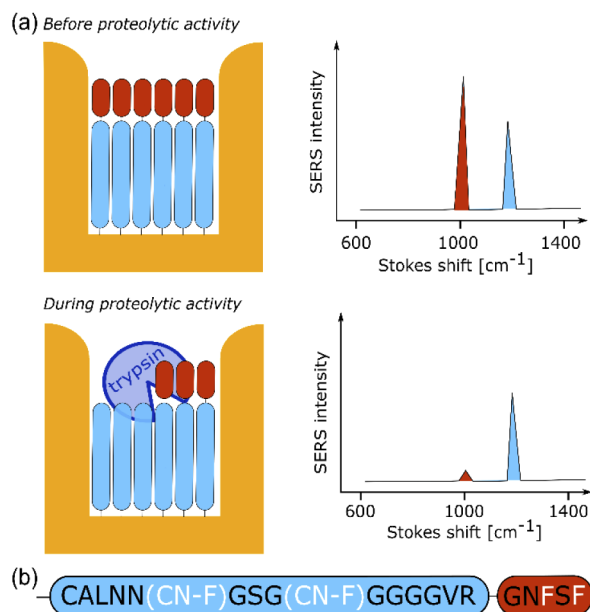 (a) Before proteolytic activity
SERS intensity
600 1000 1400
Stokes shift [cm⁻¹]
During proteolytic activity
trypsin
SERS intensity
600 1000 1400
Stokes shift [cm⁻¹]
(b) CALNN(CN-F)GSG(CN-F)GGGGVR GNFSF